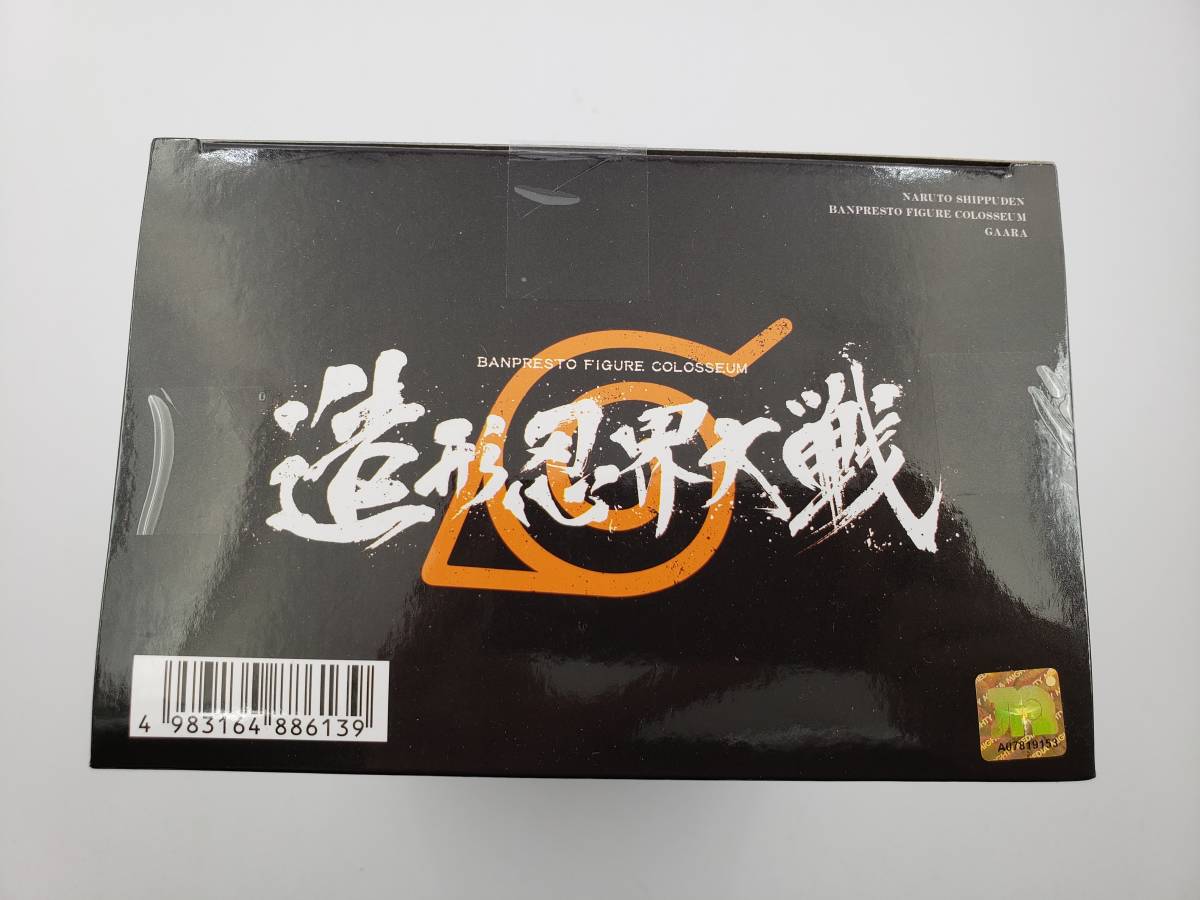 NARUTO SHIPPUDEN
BANPRESTO FIGURE COLOSSEUM
GAARA
BANPRESTO FIGURE COLOSSEUM
造形忍界大戦
4 983164 886139
A07819153